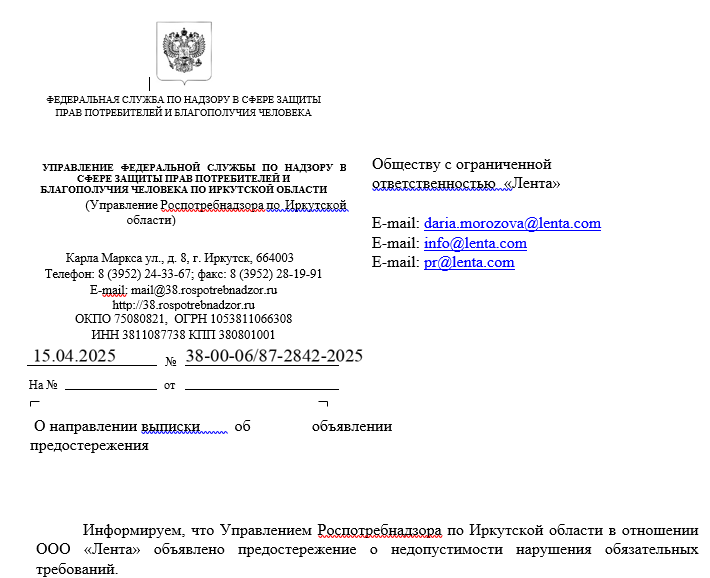 ФЕДЕРАЛЬНАЯ СЛУЖБА ПО НАДЗОРУ В СФЕРЕ ЗАЩИТЫ
ПРАВ ПОТРЕБИТЕЛЕЙ И БЛАГОПОЛУЧИЯ ЧЕЛОВЕКА
УПРАВЛЕНИЕ ФЕДЕРАЛЬНОЙ СЛУЖБЫ ПО НАДЗОРУ В
СФЕРЕ ЗАЩИТЫ ПРАВ ПОТРЕБИТЕЛЕЙ И
БЛАГОПОЛУЧИЯ ЧЕЛОВЕКА ПО ИРКУТСКОЙ ОБЛАСТИ
(Управление Роспотребнадзора по Иркутской
области)
Карла Маркса ул., д. 8, г. Иркутск, 664003
Телефон: 8 (3952) 24-33-67; факс: 8 (3952) 28-19-91
E-mail: mail@38.rospotrebnadzor.ru
http://38.rospotrebnadzor.ru
ОКПО 75080821, ОГРН 1053811066308
ИНН 3811087738 КПП 380801001
15.04.2025 № 38-00-06/87-2842-2025
На № от
Обществу с ограниченной
ответственностью «Лента»
E-mail: daria.morozova@lenta.com
E-mail: info@lenta.com
E-mail: pr@lenta.com
О направлении выписки об объявлении
предостережения
Информируем, что Управлением Роспотребнадзора по Иркутской области в отношении
ООО «Лента» объявлено предостережение о недопустимости нарушения обязательных
требований.